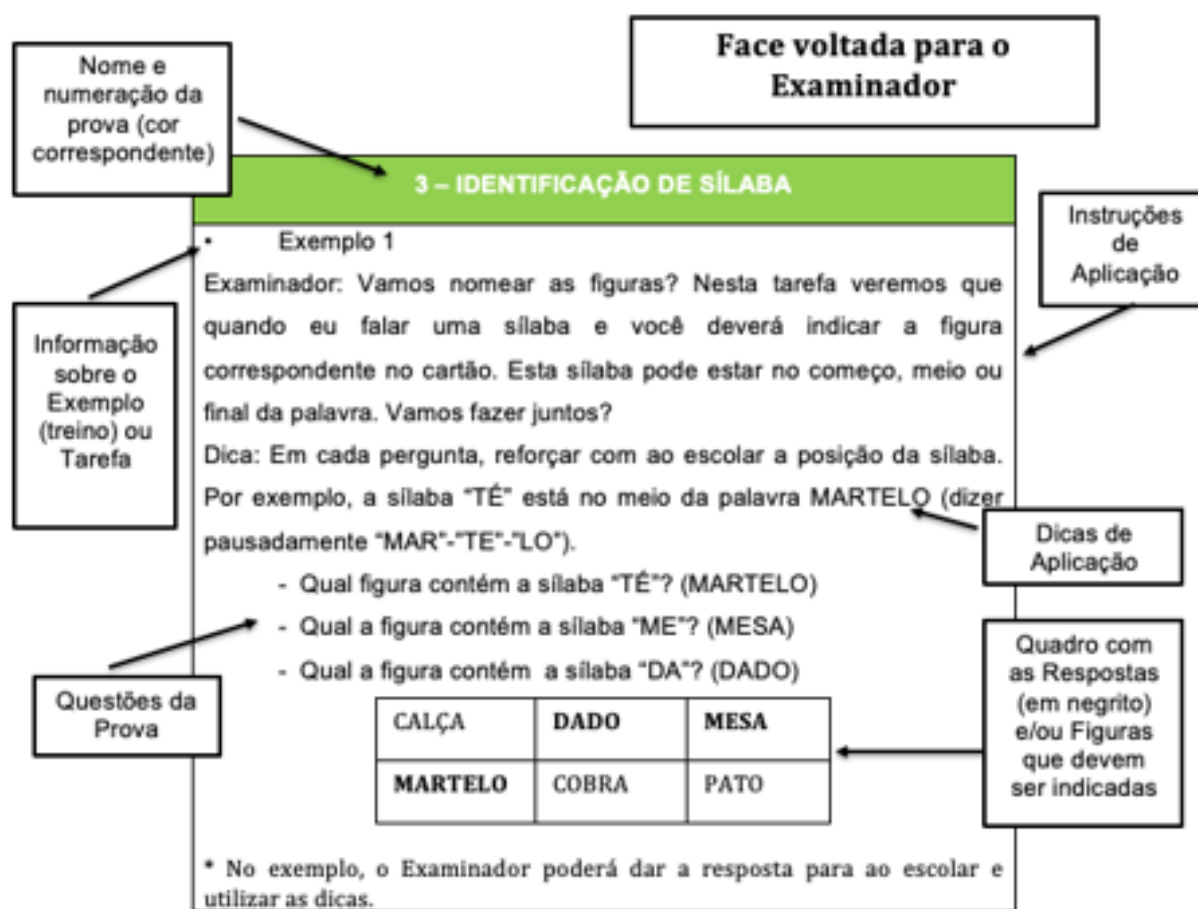 Nome e
numeração da
prova (cor
correspondente)
Face voltada para o
Examinador
3 – IDENTIFICAÇÃO DE SÍLABA
Instruções
de
Aplicação
• Exemplo 1
Examinador: Vamos nomear as figuras? Nesta tarefa veremos que
quando eu falar uma sílaba e você deverá indicar a figura
correspondente no cartão. Esta sílaba pode estar no começo, meio ou
final da palavra. Vamos fazer juntos?
Informação
sobre o
Exemplo
(treino) ou
Tarefa
Dica: Em cada pergunta, reforçar com ao escolar a posição da sílaba.
Por exemplo, a sílaba "TÉ" está no meio da palavra MARTELO (dizer
pausadamente "MAR"-"TE"-"LO").
Dicas de
Aplicação
- Qual figura contém a sílaba "TÉ"? (MARTELO)
- Qual a figura contém a sílaba "ME"? (MESA)
- Qual a figura contém a sílaba "DA"? (DADO)
Questões da
Prova
Quadro com
as Respostas
(em negrito)
e/ou Figuras
que devem
ser indicadas
CALÇA DADO MESA
MARTELO COBRA PATO
* No exemplo, o Examinador poderá dar a resposta para ao escolar e
utilizar as dicas.